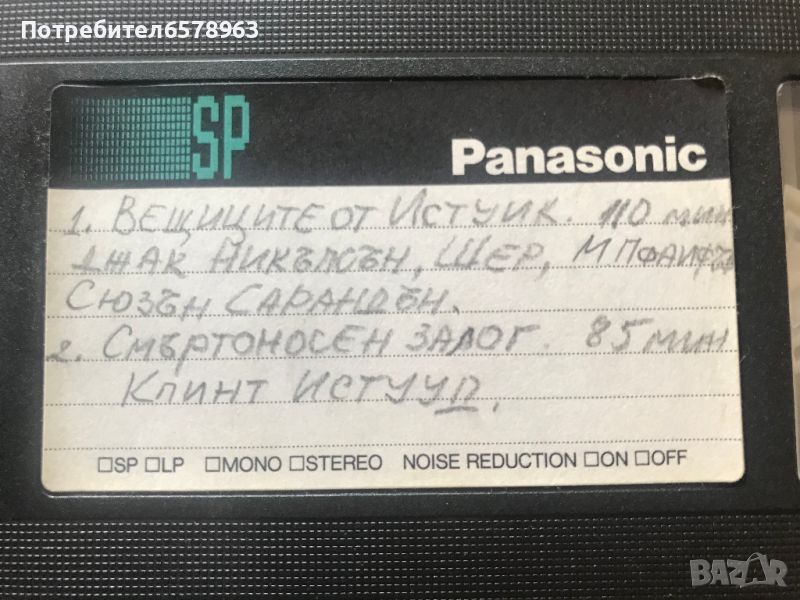 Потребител6578963
SP
Panasonic
1. ВЕЩИЦИТЕ ОТ ИСТУИК. 110 мин
ДЖАК НИКЪЛСЪН, ШЕР, М ПФАЙФЪР
СЮЗЪН САРАНДЪН.
2. СМЪРТОНОСЕН ЗАЛОГ. 85 мин
КЛИНТ ИСТУУД.
□SP □LP □MONO □STEREO NOISE REDUCTION □ON □OFF
BAZAR